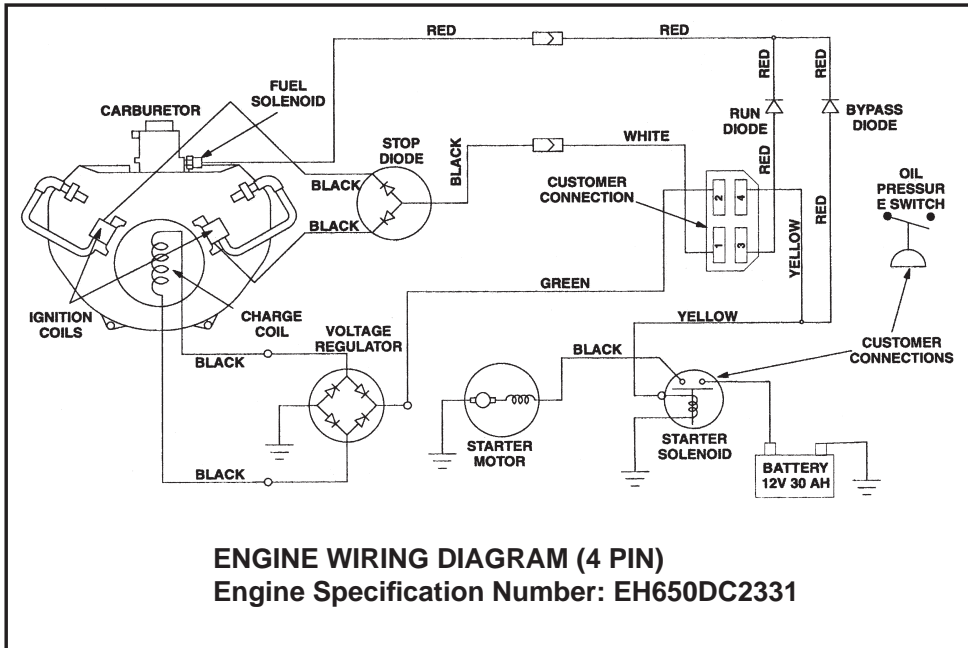 RED
RED
FUEL
SOLENOID
CARBURETOR
RED
RED
RUN
DIODE
BYPASS
DIODE
STOP
DIODE
BLACK
WHITE
RED
BLACK
CUSTOMER
CONNECTION
2
4
1
3
OIL
PRESSUR
E SWITCH
RED
YELLOW
BLACK
GREEN
IGNITION
COILS
CHARGE
COIL
VOLTAGE
REGULATOR
YELLOW
BLACK
BLACK
CUSTOMER
CONNECTIONS
STARTER
MOTOR
STARTER
SOLENOID
BLACK
BATTERY
12V 30 AH
ENGINE WIRING DIAGRAM (4 PIN)
Engine Specification Number: EH650DC2331